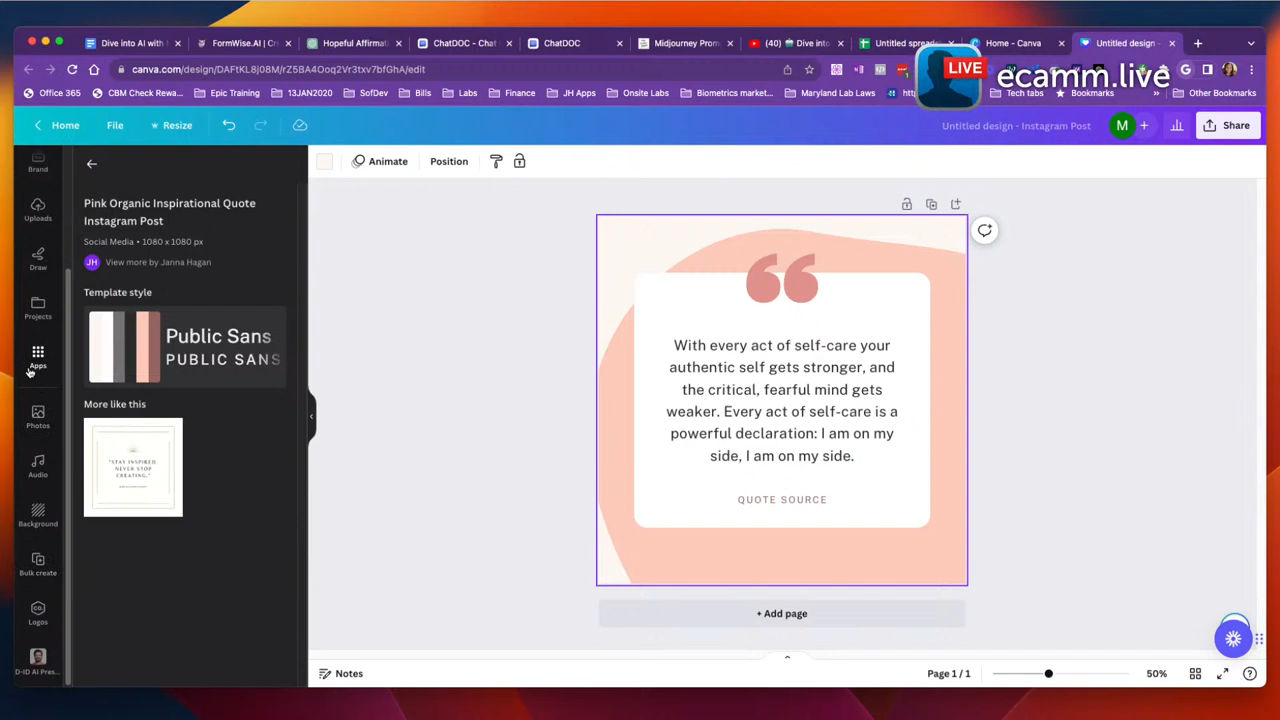 Dive into AI with
FormWise.AI | Cr
Hopeful Affirmati
ChatDOC - Chat
ChatDOC
Midjourney Prom
(40)
Dive into
Untitled spreads
Home - Canva
Untitled design -
canva.com/design/DAFtKL8j08M/rZ5BA4Ooq2Vr3txv7bfGhA/edit
LIVE
ecamm.live
Office 365
CBM Check Rewa...
Epic Training
13JAN2020
SofDev
Bills
Labs
Finance
JH Apps
Onsite Labs
Biometrics market...
Maryland Lab Laws
Tech tabs
Bookmarks
Other Bookmarks
Home
File
Resize
Untitled design - Instagram Post
M
Share
Brand
Uploads
Draw
Projects
Apps
Photos
Audio
Background
Bulk create
Logos
D-ID AI Pres...
Pink Organic Inspirational Quote
Instagram Post
Social Media • 1080 x 1080 px
JH
View more by Janna Hagan
Template style
Public Sans
PUBLIC SANS
More like this
"STAY INSPIRED.
NEVER STOP
CREATING."
Animate
Position
With every act of self-care your
authentic self gets stronger, and
the critical, fearful mind gets
weaker. Every act of self-care is a
powerful declaration: I am on my
side, I am on my side.
QUOTE SOURCE
+ Add page
Notes
Page 1 / 1
50%